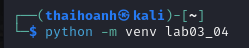 ┌──(thaihoanh㉿kali)-[~]
└─$ python -m venv lab03_04